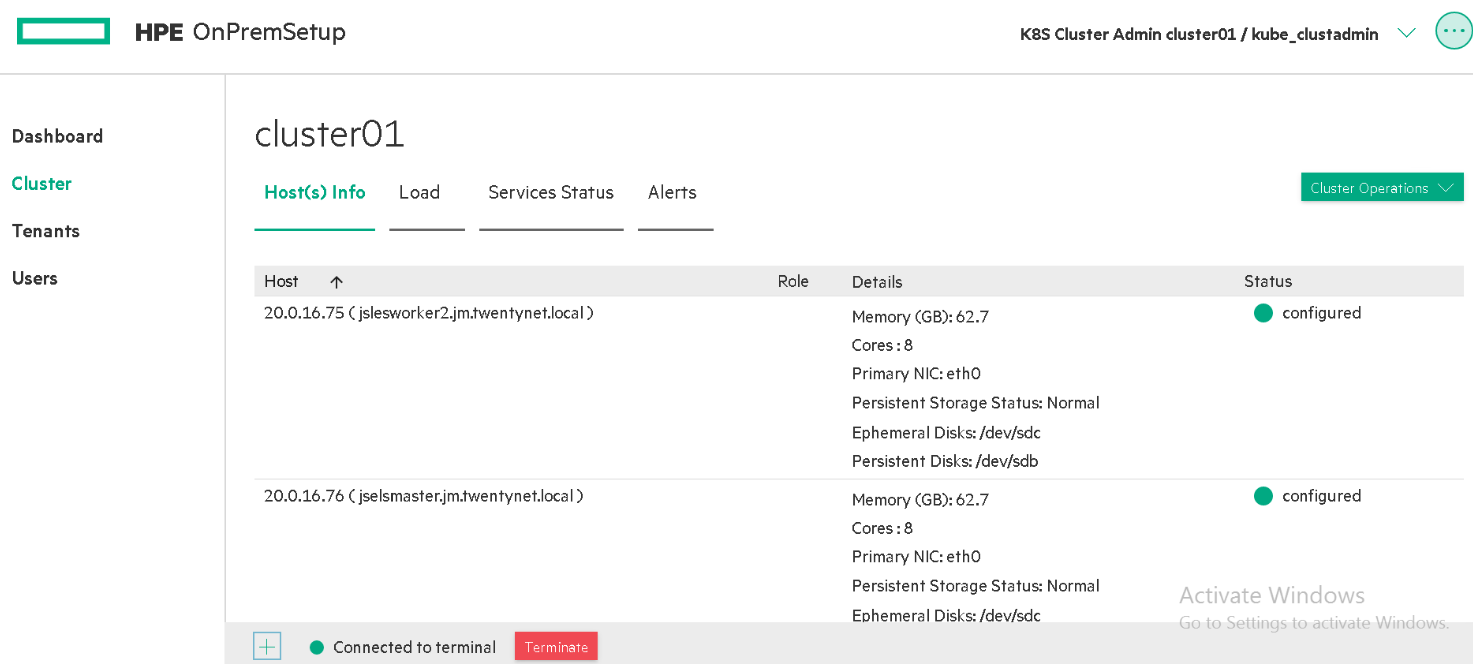 HPE OnPremSetup
K8S Cluster Admin cluster01 / kube_clustadmin
Dashboard
Cluster
Tenants
Users
cluster01
Host(s) Info Load Services Status Alerts
Cluster Operations
Host Role Details Status
20.0.16.75 ( jslesworker2.jm.twentynet.local )
Memory (GB): 62.7
configured
Cores : 8
Primary NIC: eth0
Persistent Storage Status: Normal
Ephemeral Disks: /dev/sdc
Persistent Disks: /dev/sdb
20.0.16.76 ( jselsmaster.jm.twentynet.local )
Memory (GB): 62.7
configured
Cores : 8
Primary NIC: eth0
Persistent Storage Status: Normal
Ephemeral Disks: /dev/sdc
Activate Windows
Go to Settings to activate Windows.
Connected to terminal
Terminate